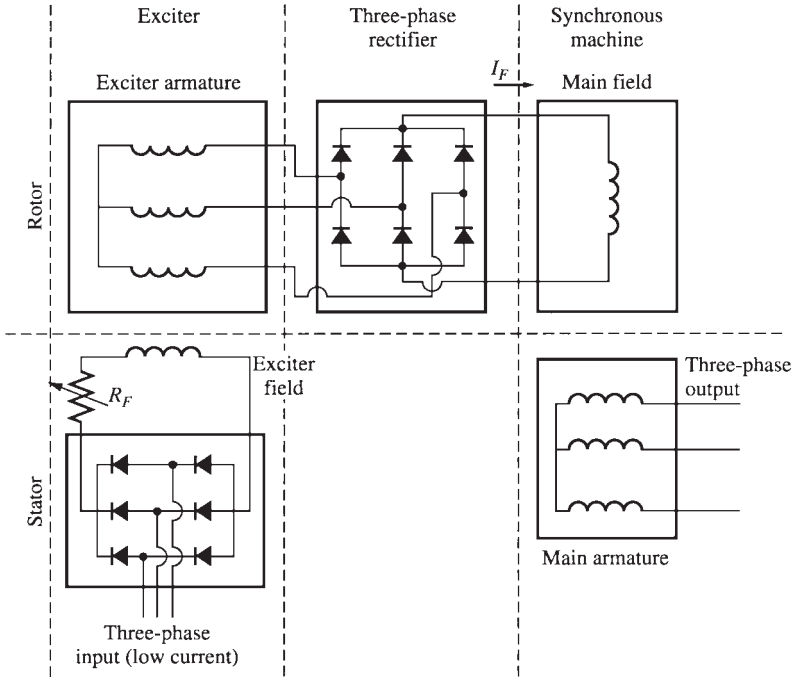 Exciter
Three-phase
rectifier
Synchronous
machine
Exciter armature
I_F
Main field
Rotor
Exciter
field
R_F
Three-phase
output
Stator
Main armature
Three-phase
input (low current)